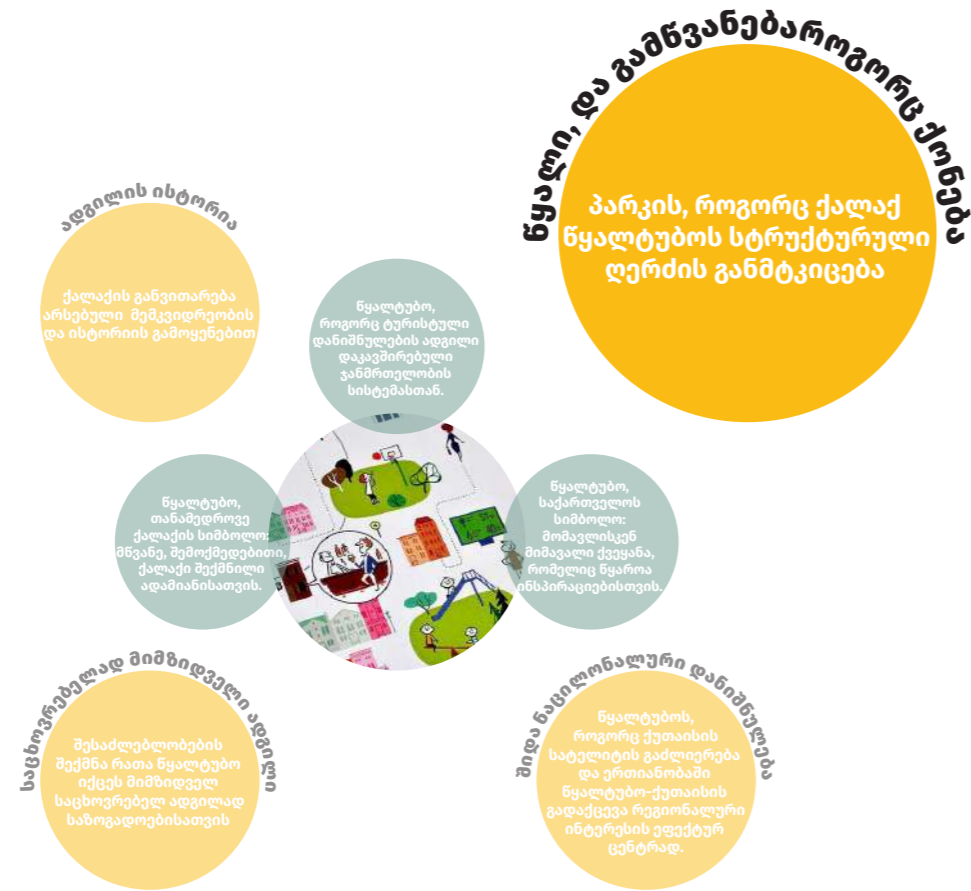 წყალი, და გამწვანებაროგორც ქონება
პარკის, როგორც ქალაქ
წყალტუბოს სტრუქტურული
ღერძის განმტკიცება
ადგილის ისტორია
ქალაქის განვითარება
არსებული მემკვიდრეობის
და ისტორიის გამოყენებით
წყალტუბო,
როგორც ტურისტული
დანიშნულების ადგილი
დაკავშირებული
ჯანმრთელობის
სისტემასთან.
წყალტუბო,
თანამედროვე
ქალაქის სიმბოლო:
მწვანე, შემოქმედებითი,
ქალაქი შექმნილი
ადამიანისათვის.
წყალტუბო,
საქართველოს
სიმბოლო:
მომავლისკენ
მიმავალი ქვეყანა,
რომელიც წყაროა
ინსპირაციებისთვის.
საცხოვრებელად მიმზიდველი ადგილი
შესაძლებლობების
შექმნა რათა წყალტუბო
იქცეს მიმზიდველ
საცხოვრებელ ადგილად
საზოგადოებისათვის
შიდა ნაცილონალური დანიშნულება
წყალტუბოს,
როგორც ქუთაისის
სატელიტის გაძლიერება
და ერთიანობაში
წყალტუბო-ქუთაისის
გადაქცევა რეგიონალური
ინტერესის ეფექტურ
ცენტრად.